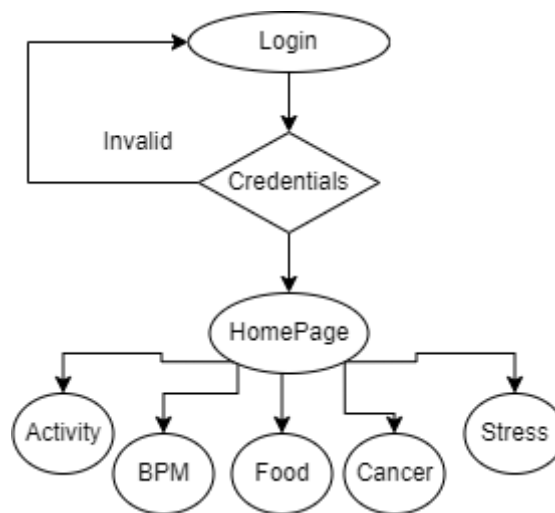 Login
Invalid
Credentials
HomePage
Activity
BPM
Food
Cancer
Stress